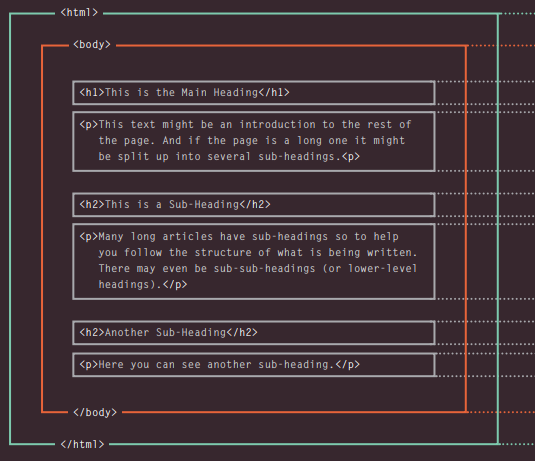 <html>
<body>
<h1>This is the Main Heading</h1>
<p>This text might be an introduction to the rest of
the page. And if the page is a long one it might
be split up into several sub-headings.<p>
<h2>This is a Sub-Heading</h2>
<p>Many long articles have sub-headings so to help
you follow the structure of what is being written.
There may even be sub-sub-headings (or lower-level
headings).</p>
<h2>Another Sub-Heading</h2>
<p>Here you can see another sub-heading.</p>
</body>
</html>